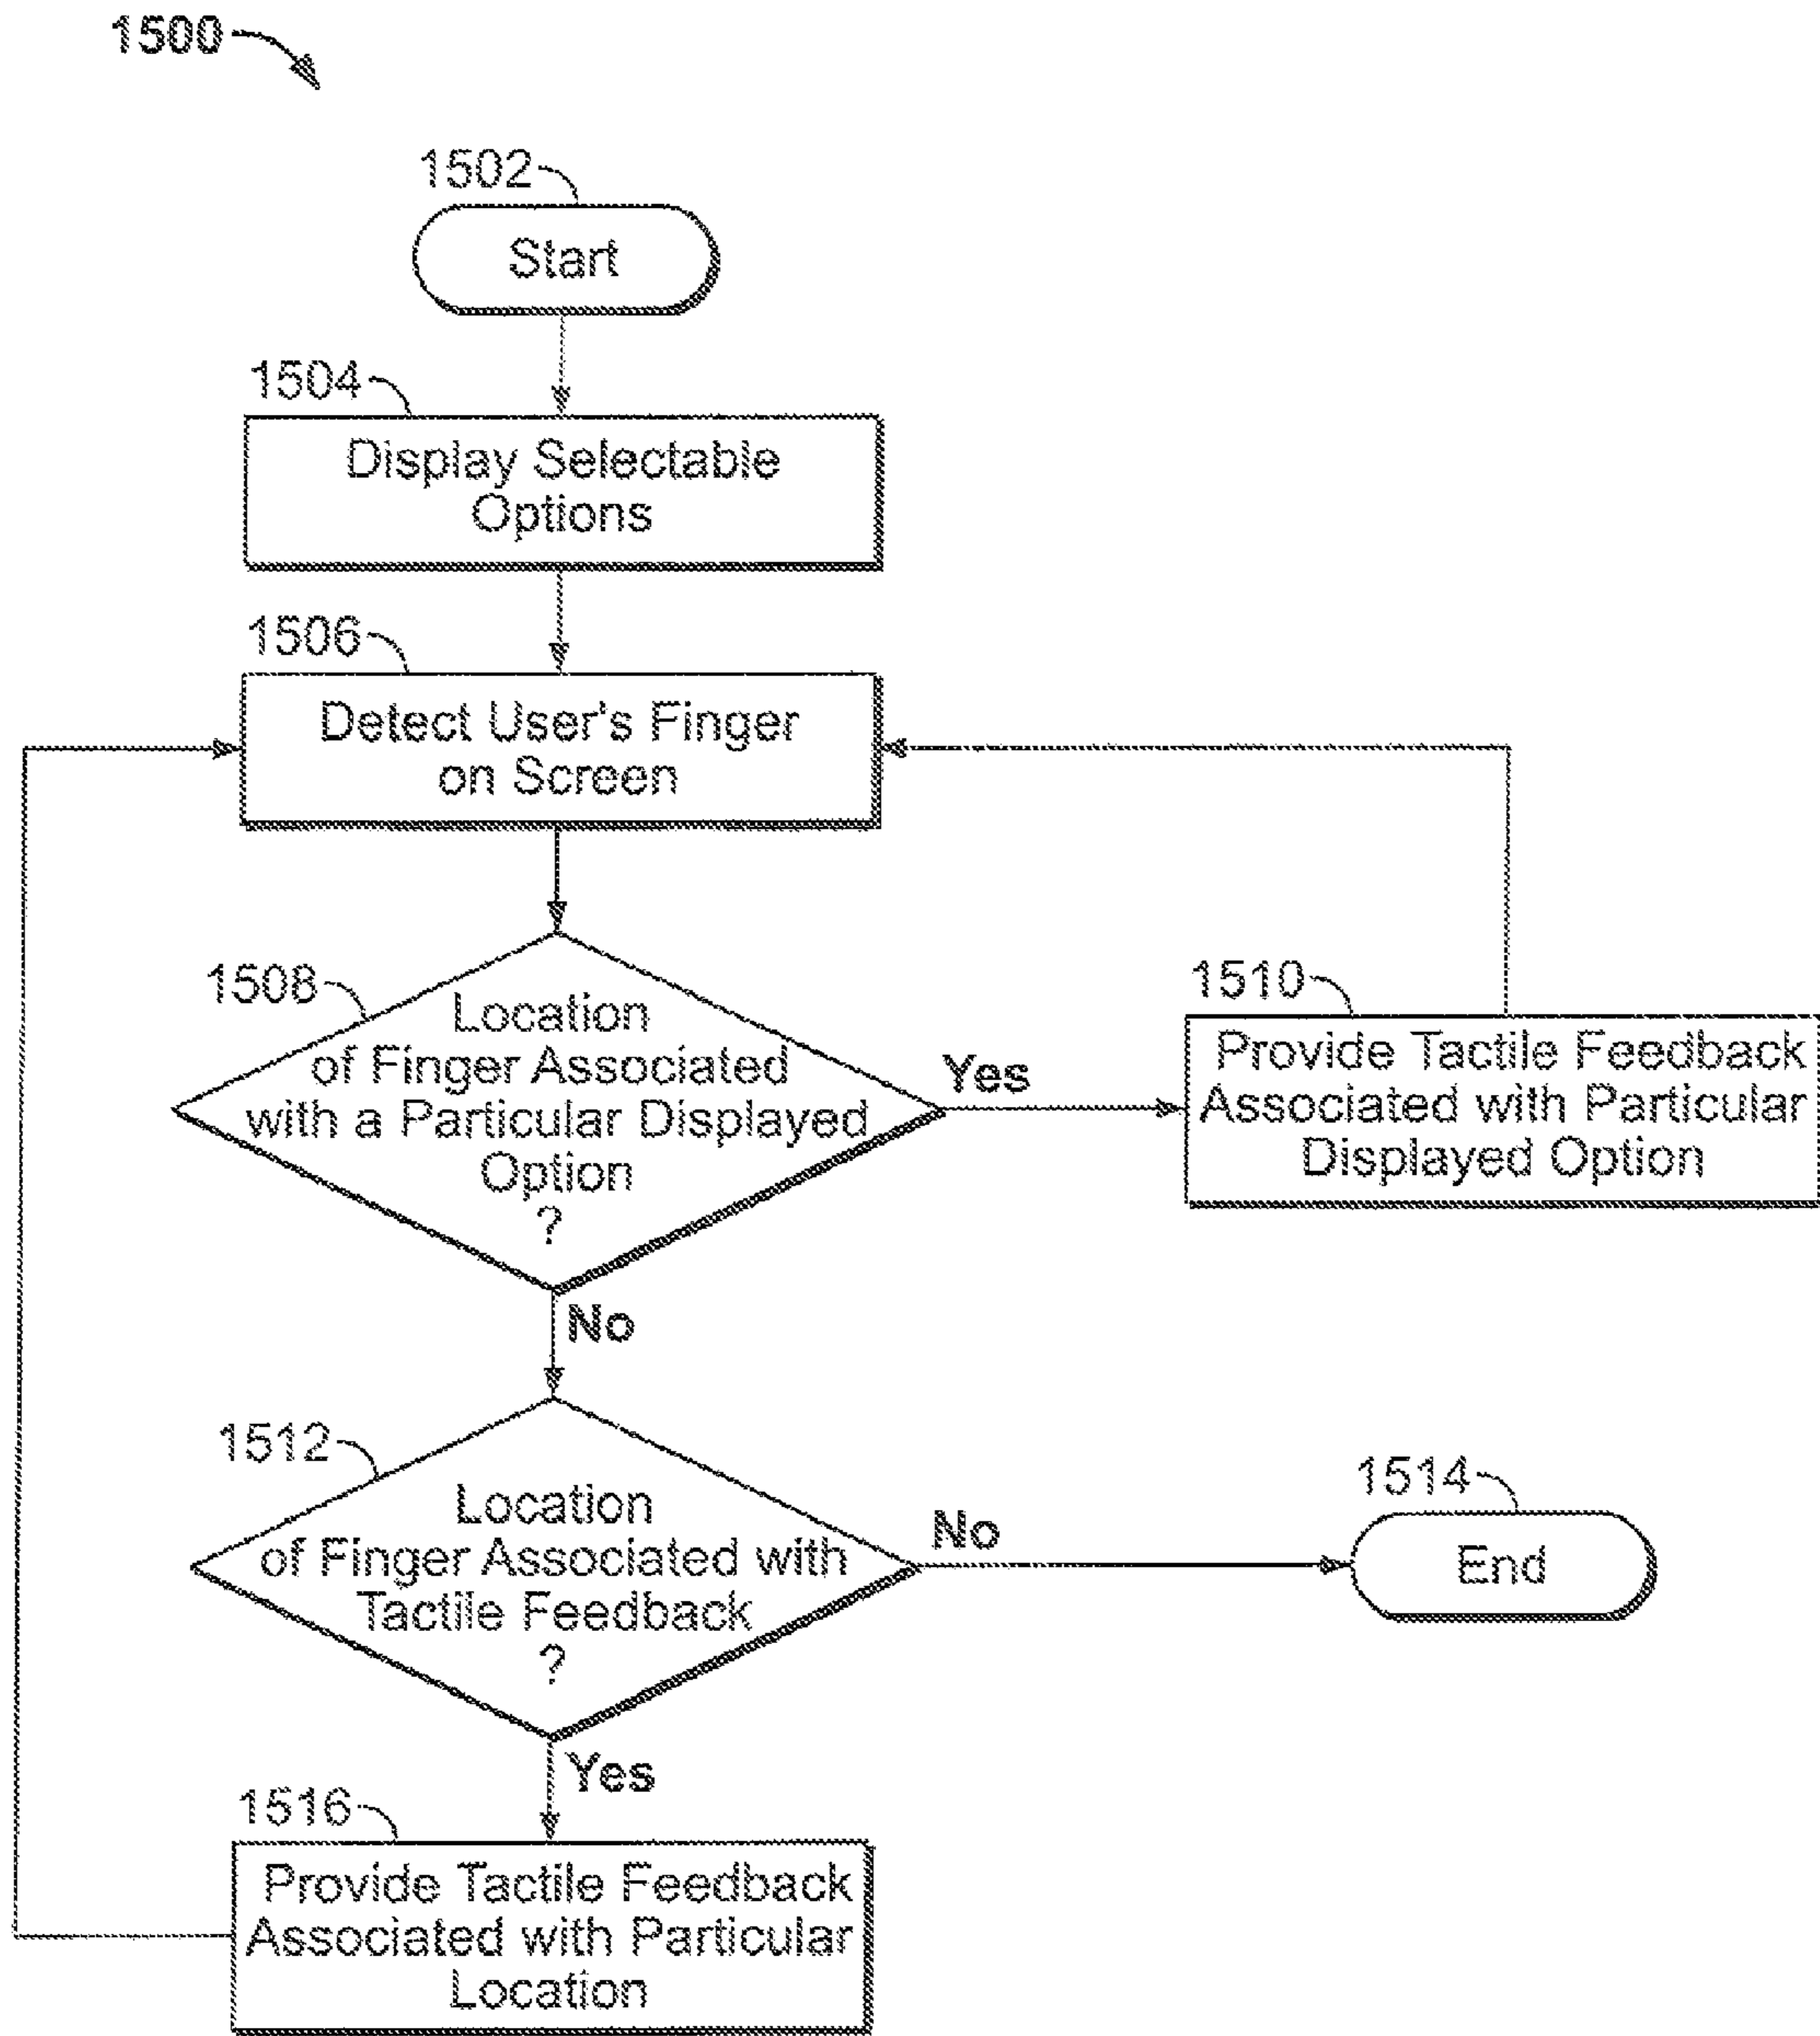 1500
1502
Start
1504
Display Selectable
Options
1506
Detect User's Finger
on Screen
1508
Location
of Finger Associated
with a Particular Displayed
Option
?
Yes
1510
Provide Tactile Feedback
Associated with Particular
Displayed Option
No
1512
Location
of Finger Associated with
Tactile Feedback
?
No
1514
End
Yes
1516
Provide Tactile Feedback
Associated with Particular
Location